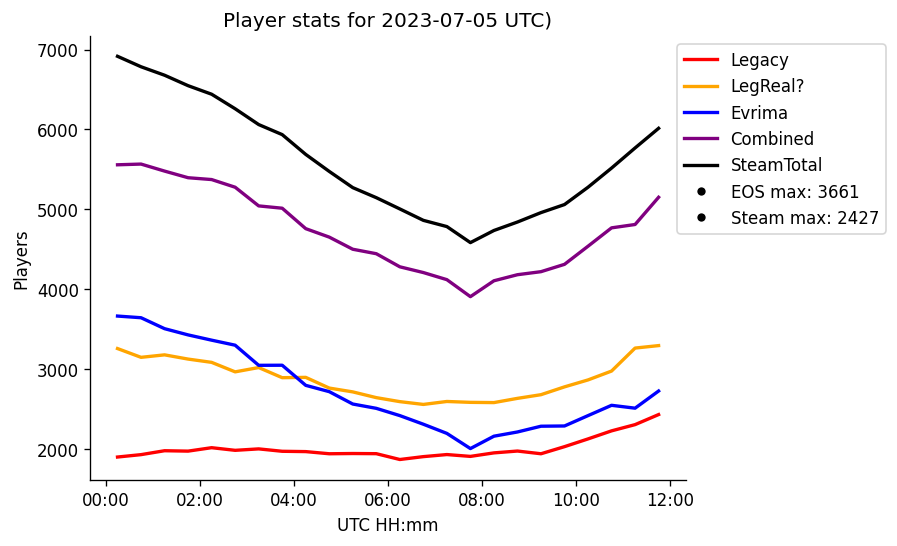 Player stats for 2023-07-05 UTC)
7000
6000
5000
4000
3000
2000
Players
00:00
02:00
04:00
06:00
08:00
10:00
12:00
UTC HH:mm
Legacy
LegReal?
Evrima
Combined
SteamTotal
EOS max: 3661
Steam max: 2427